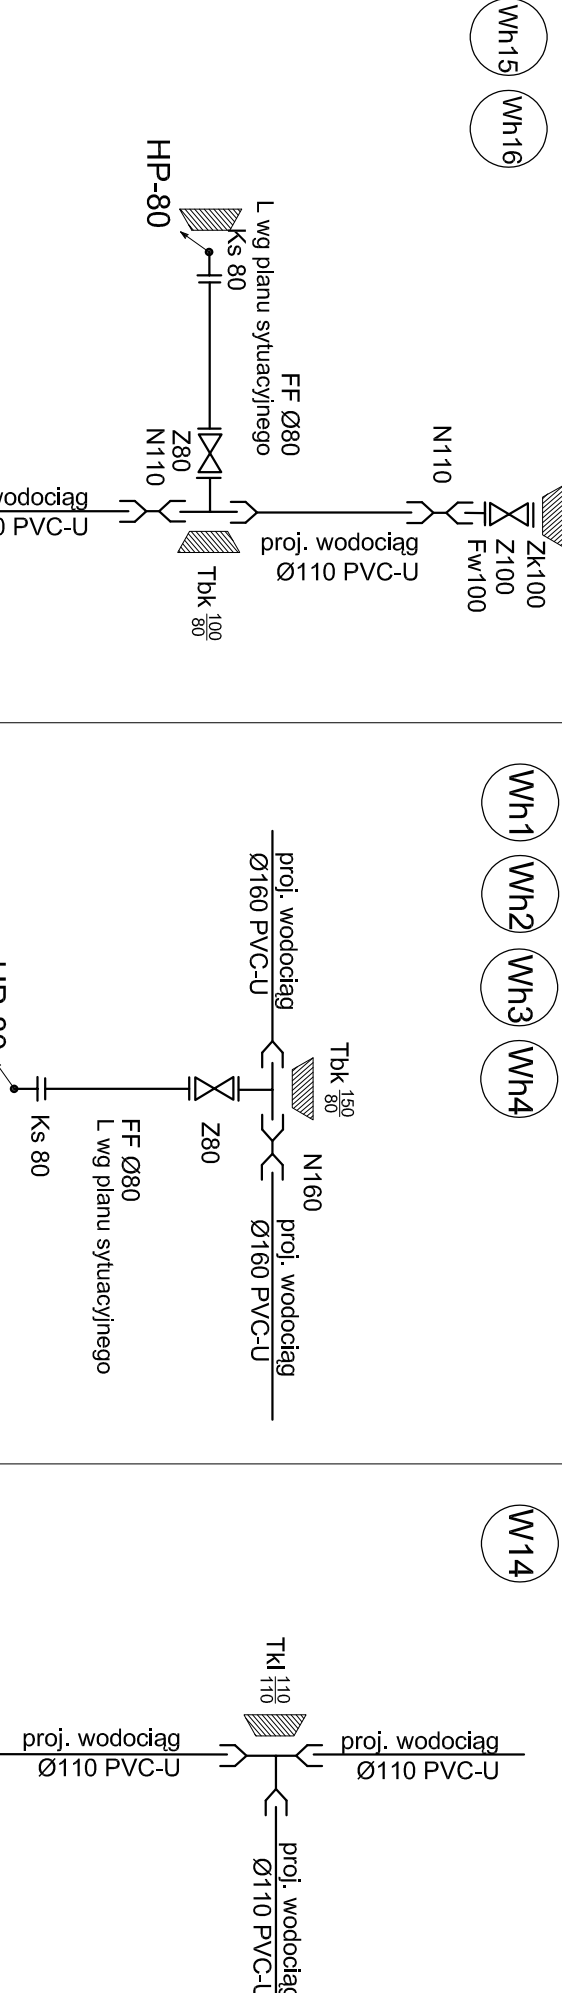 Wh15
Wh16
HP-80
L wg planu sytuacyjnego
Ks 80
FF Ø80
Z80
N110
N110
proj. wodociąg
Ø110 PVC-U
Zk100
Z100
Fw100
Tbk 100/80
PVC-U
Wh1
Wh2
Wh3
Wh4
proj. wodociąg
Ø160 PVC-U
Tbk 150/80
N160
proj. wodociąg
Ø160 PVC-U
Z80
FF Ø80
L wg planu sytuacyjnego
Ks 80
W14
Tkl 110/110
proj. wodociąg
Ø110 PVC-U
proj. wodociąg
Ø110 PVC-U
proj. wodociąg
Ø110 PVC-U